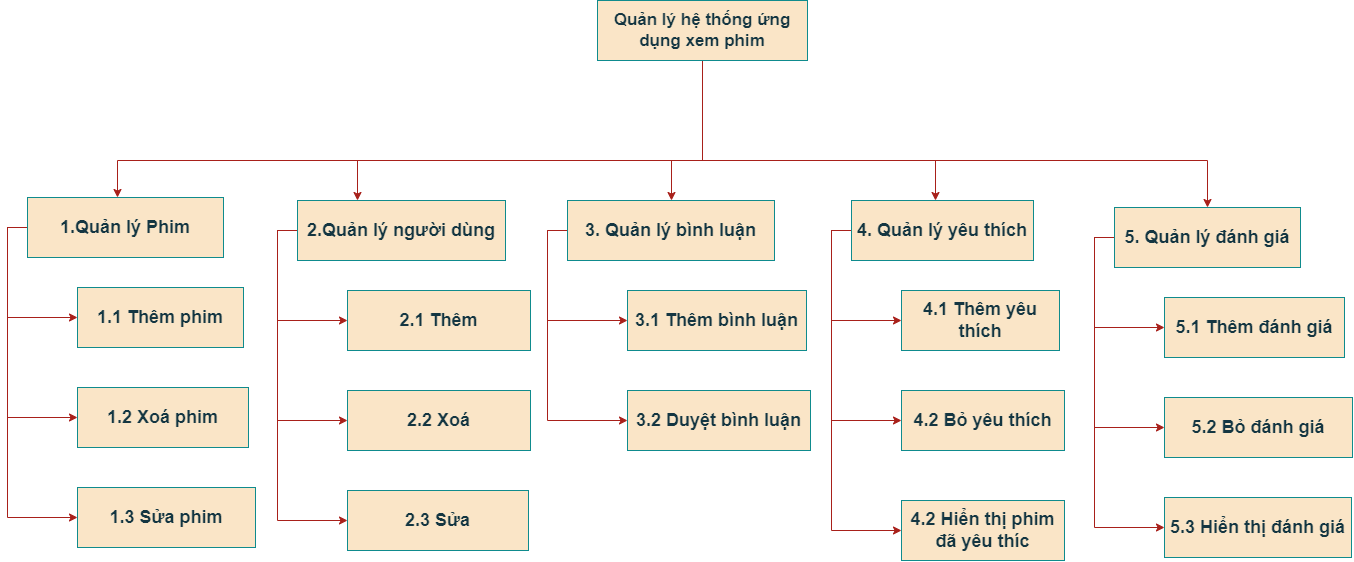 Quản lý hệ thống ứng
dụng xem phim
1.Quản lý Phim
1.1 Thêm phim
1.2 Xoá phim
1.3 Sửa phim
2.Quản lý người dùng
2.1 Thêm
2.2 Xoá
2.3 Sửa
3. Quản lý bình luận
3.1 Thêm bình luận
3.2 Duyệt bình luận
4. Quản lý yêu thích
4.1 Thêm yêu
thích
4.2 Bỏ yêu thích
4.2 Hiển thị phim
đã yêu thíc
5. Quản lý đánh giá
5.1 Thêm đánh giá
5.2 Bỏ đánh giá
5.3 Hiển thị đánh giá